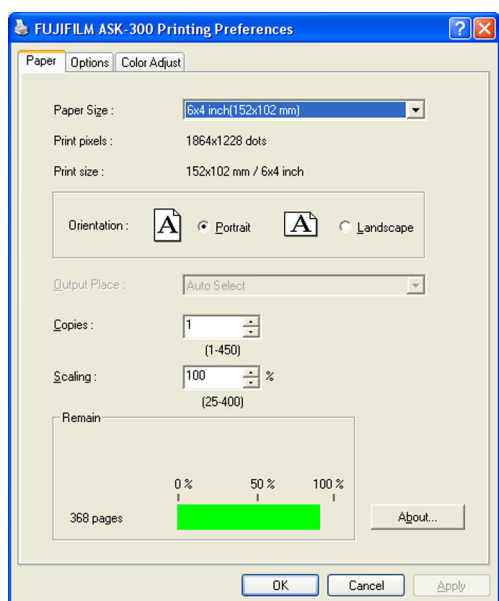 FUJIFILM ASK-300 Printing Preferences
Paper Options Color Adjust
Paper Size : 6x4 inch(152x102 mm)
Print pixels : 1864x1228 dots
Print size : 152x102 mm / 6x4 inch
Orientation : A Portrait A Landscape
Output Place : Auto Select
Copies : 1
(1-450)
Scaling : 100 %
(25-400)
Remain
0 % 50 % 100 %
368 pages About...
OK Cancel Apply